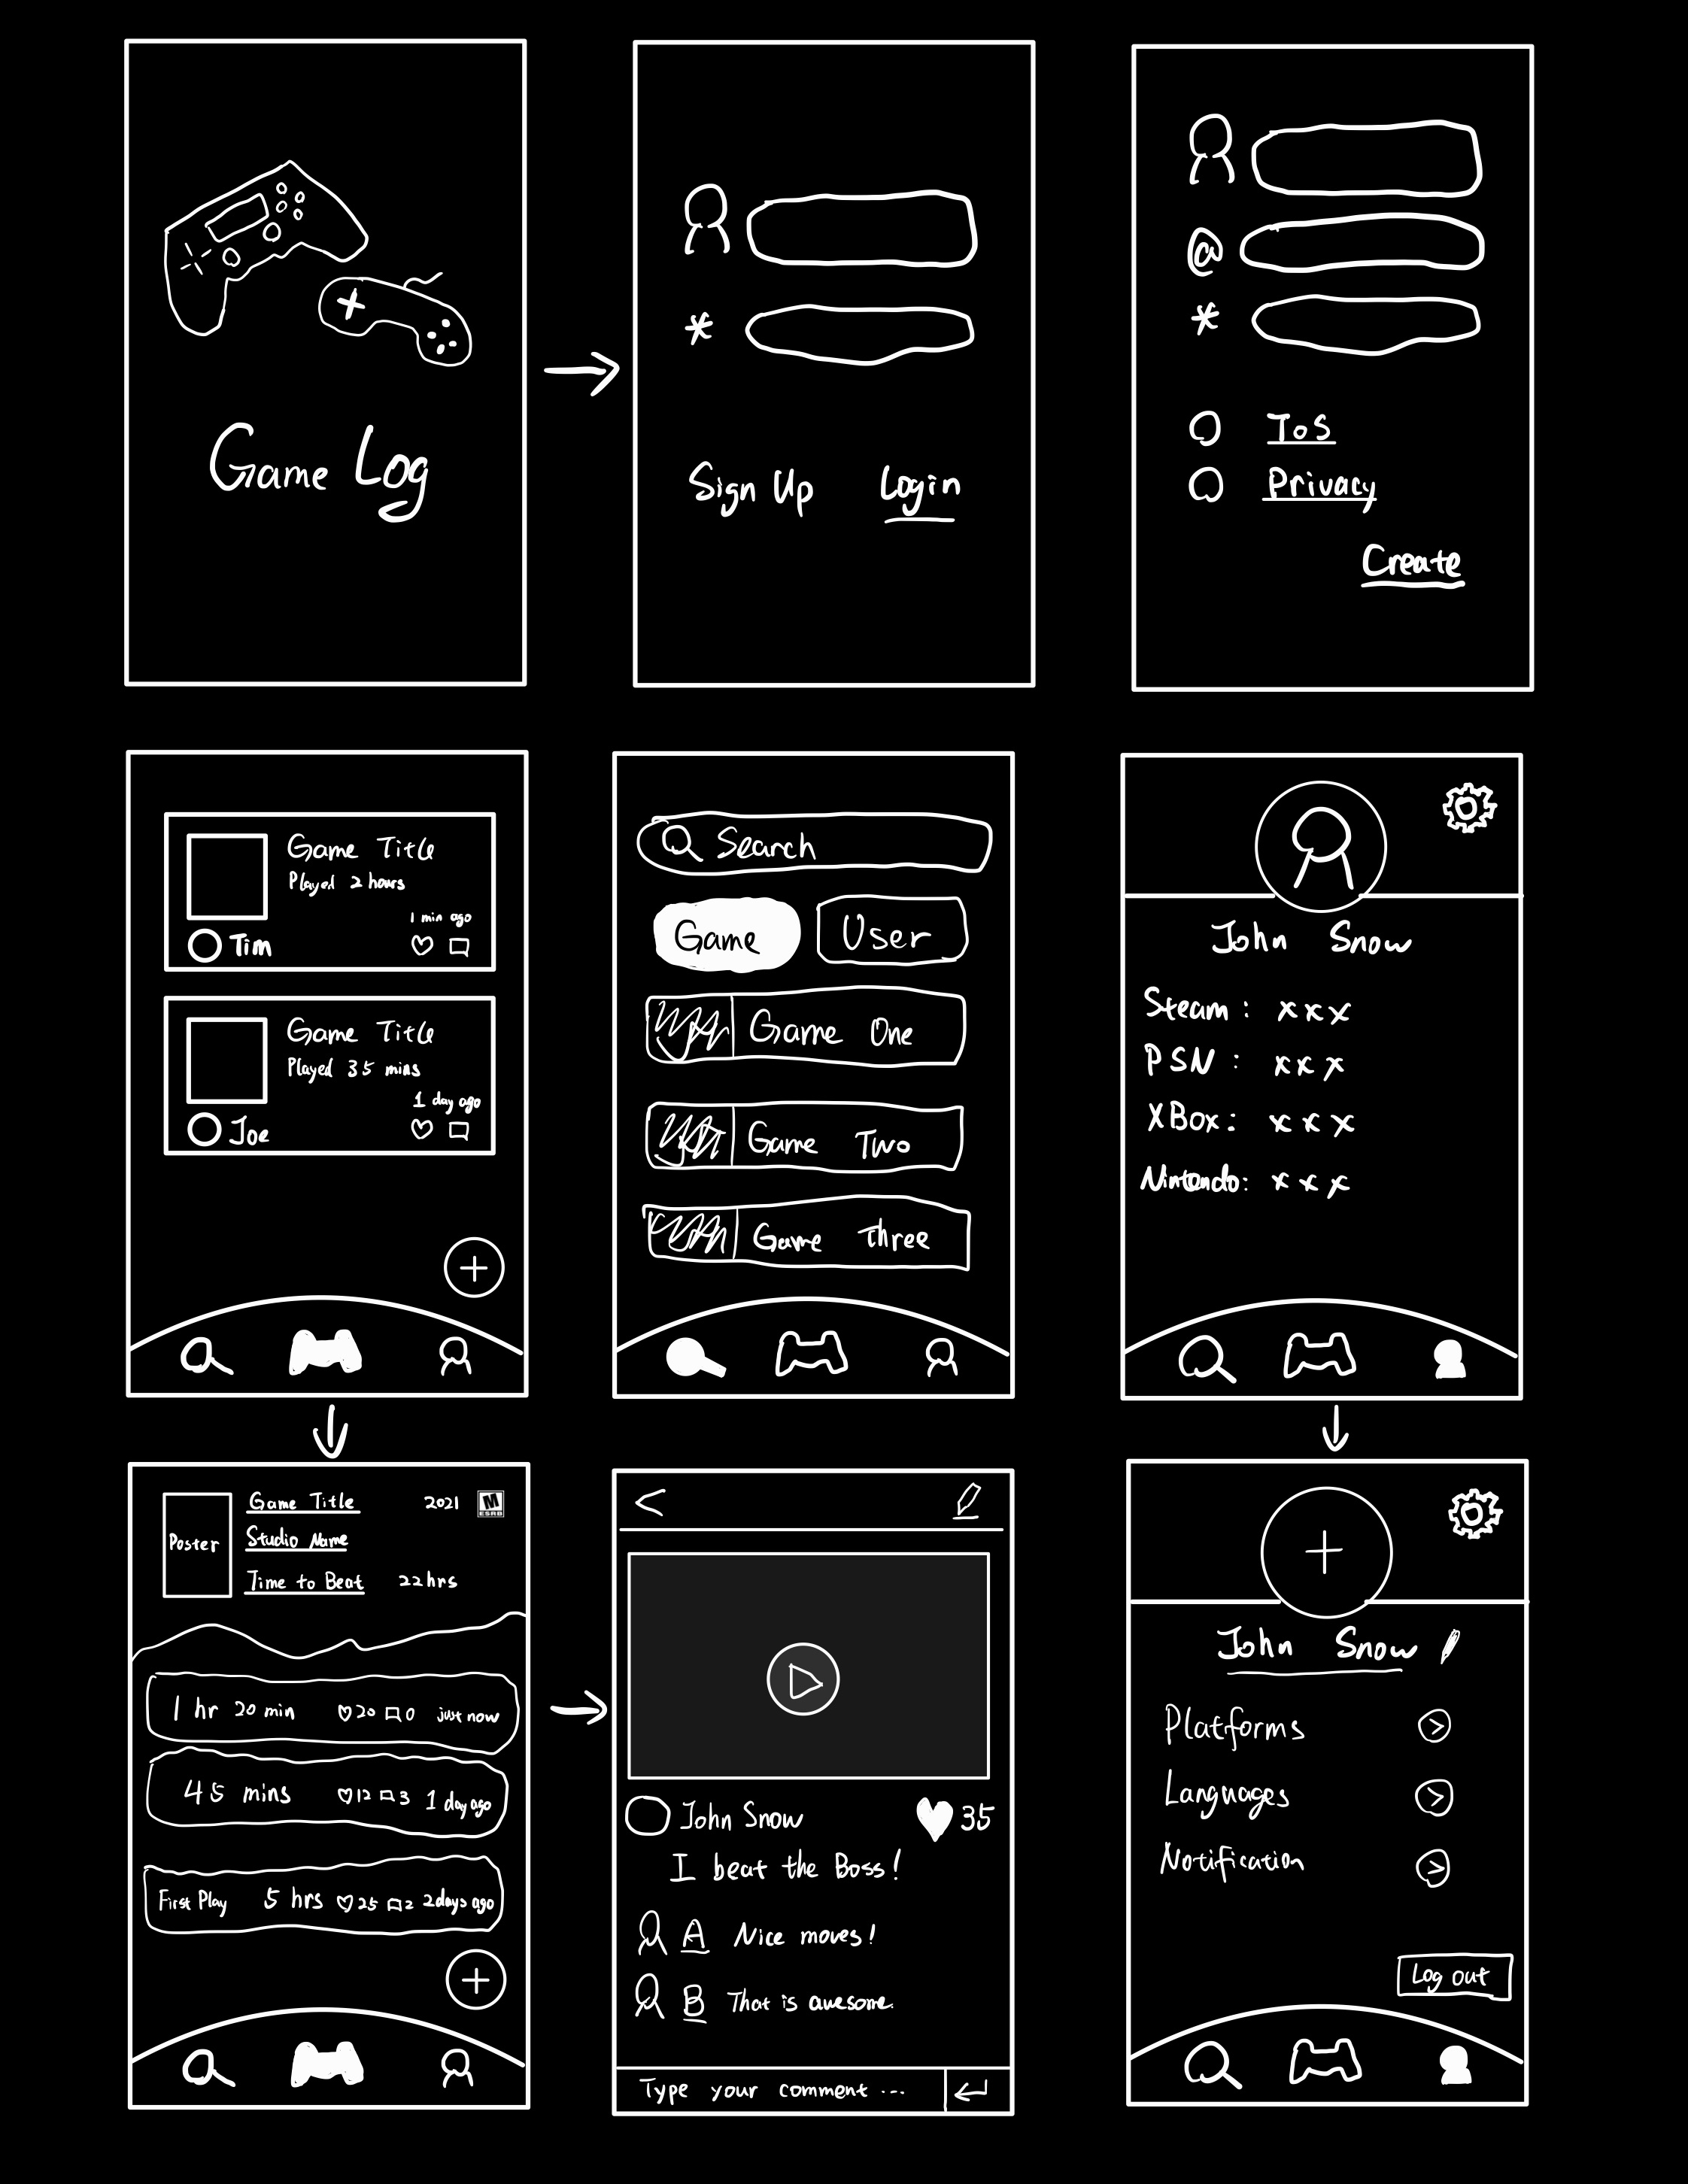 Game Log
Sign Up Login
@
*
*
ToS
Privacy
Create
Game Title
Played 2 hours
1 min ago
Tim
Game Title
Played 35 mins
1 day ago
Joe
Search
Game User
Game One
Game Two
Game Three
John Snow
Steam: xxx
PSN: xxx
XBox: xxx
Nintendo: xxx
Poster
Game Title 2021 M
ESRB
Studio Name
Time to Beat 22hrs
1 hr 20 min 20 0 just now
45 mins 12 3 1 day ago
First Play 5 hrs 25 2 2days ago
John Snow 35
I beat the Boss!
A Nice moves!
B That is awesome.
Type your comment ...
John Snow
Platforms
Languages
Notification
Log out